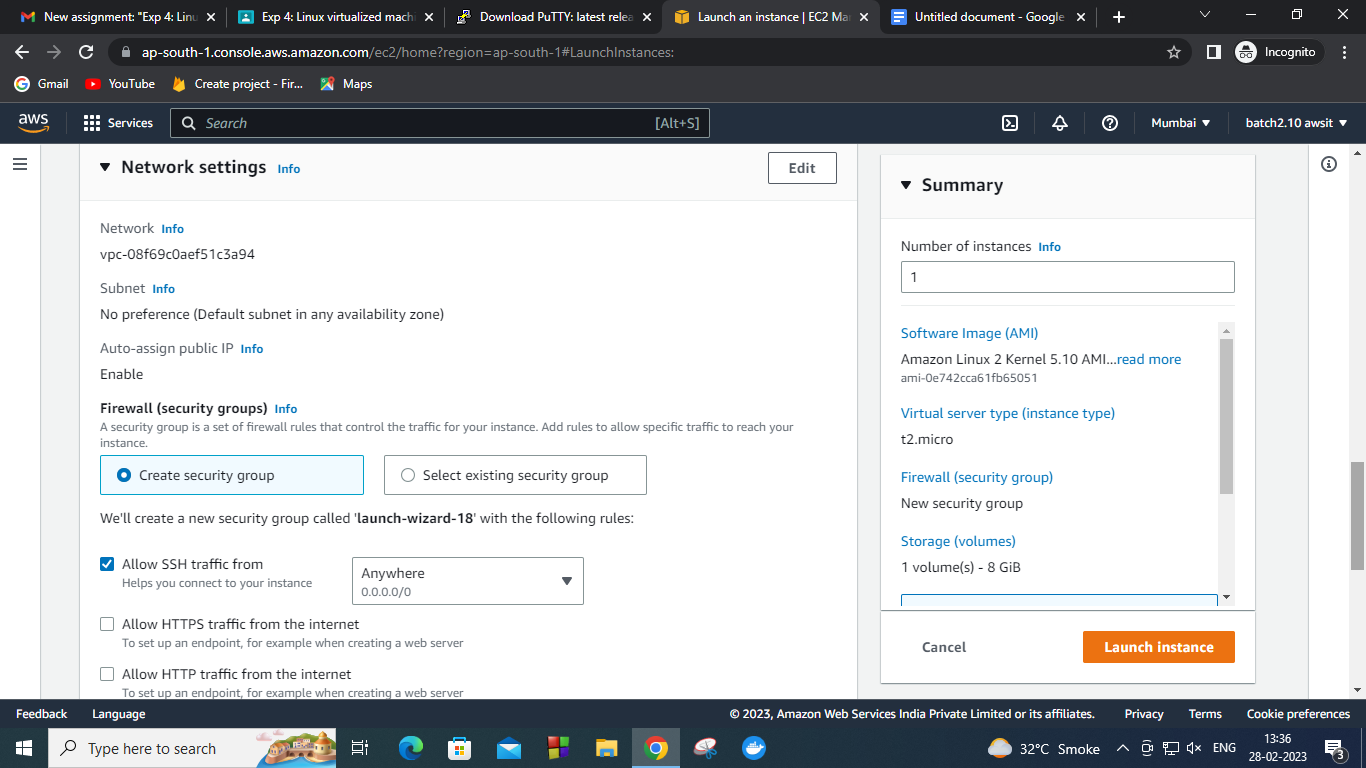 New assignment: "Exp 4: Linu
Exp 4: Linux virtualized machi
Download PuTTY: latest relea
Launch an instance | EC2 Man
Untitled document - Google
ap-south-1.console.aws.amazon.com/ec2/home?region=ap-south-1#LaunchInstances:
Incognito
Gmail
YouTube
Create project - Fir...
Maps
aws
Services
Search
[Alt+S]
Mumbai
batch2.10 awsit
Network settings Info
Edit
Network Info
vpc-08f69c0aef51c3a94
Subnet Info
No preference (Default subnet in any availability zone)
Auto-assign public IP Info
Enable
Firewall (security groups) Info
A security group is a set of firewall rules that control the traffic for your instance. Add rules to allow specific traffic to reach your
instance.
Create security group
Select existing security group
We'll create a new security group called 'launch-wizard-18' with the following rules:
Allow SSH traffic from
Helps you connect to your instance
Anywhere
0.0.0.0/0
Allow HTTPS traffic from the internet
To set up an endpoint, for example when creating a web server
Allow HTTP traffic from the internet
To set up an endpoint, for example when creating a web server
Summary
Number of instances Info
1
Software Image (AMI)
Amazon Linux 2 Kernel 5.10 AMI...read more
ami-0e742cca61fb65051
Virtual server type (instance type)
t2.micro
Firewall (security group)
New security group
Storage (volumes)
1 volume(s) - 8 GiB
Cancel
Launch instance
Feedback
Language
© 2023, Amazon Web Services India Private Limited or its affiliates.
Privacy
Terms
Cookie preferences
Type here to search
32°C Smoke
ENG
13:36
28-02-2023
3